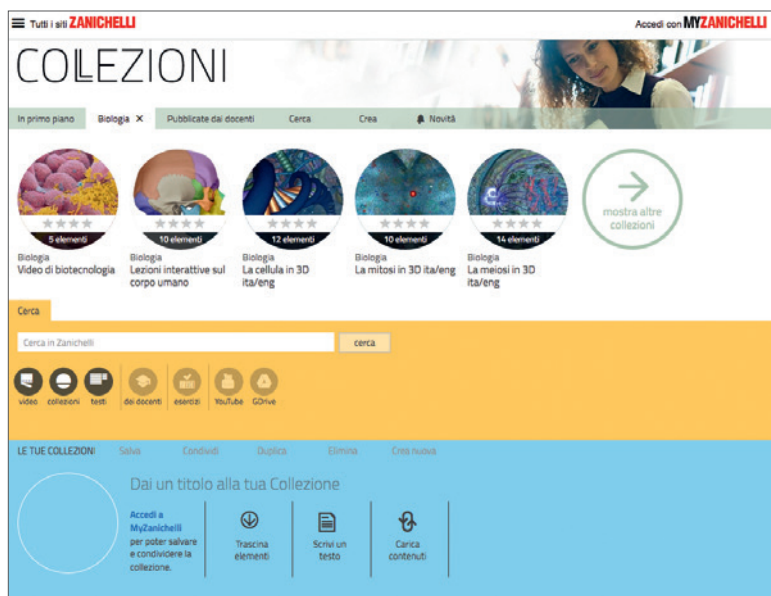 Tutti i siti ZANICHELLI
Accedi con MYZANICHELLI
COLLEZIONI
In primo piano Biologia X Pubblicate dai docenti Cerca Crea Novità
5 elementi
10 elementi
12 elementi
10 elementi
14 elementi
mostra altre
collezioni
Biologia
Video di biotecnologia
Biologia
Lezioni interattive sul
corpo umano
Biologia
La cellula in 3D
ita/eng
Biologia
La mitosi in 3D ita/eng
Biologia
La meiosi in 3D
ita/eng
Cerca
Cerca in Zanichelli cerca
video collezioni testi dei docenti esercizi YouTube GDrive
LE TUE COLLEZIONI Salva Condividi Duplica Elimina Crea nuova
Dai un titolo alla tua Collezione
Accedi a
MyZanichelli
per poter salvare
e condividere la
collezione.
Trascina
elementi
Scrivi un
testo
Carica
contenuti